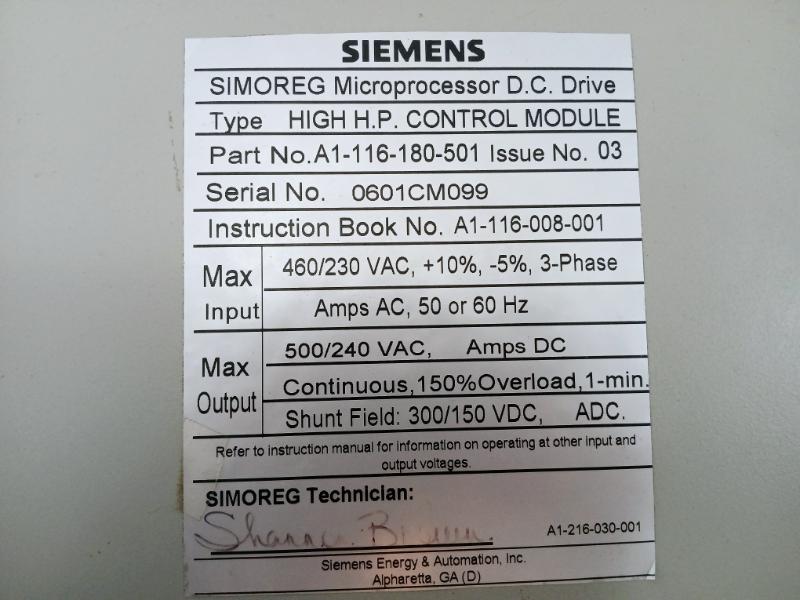 SIEMENS
SIMOREG Microprocessor D.C. Drive
Type HIGH H.P. CONTROL MODULE
Part No.A1-116-180-501 Issue No. 03
Serial No. 0601CM099
Instruction Book No. A1-116-008-001
Max Input
460/230 VAC, +10%, -5%, 3-Phase
Amps AC, 50 or 60 Hz
Max Output
500/240 VAC, Amps DC
Continuous,150%Overload,1-min.
Shunt Field: 300/150 VDC, ADC.
Refer to instruction manual for information on operating at other input and
output voltages.
SIMOREG Technician:
A1-216-030-001
Siemens Energy & Automation, Inc.
Alpharetta, GA (D)